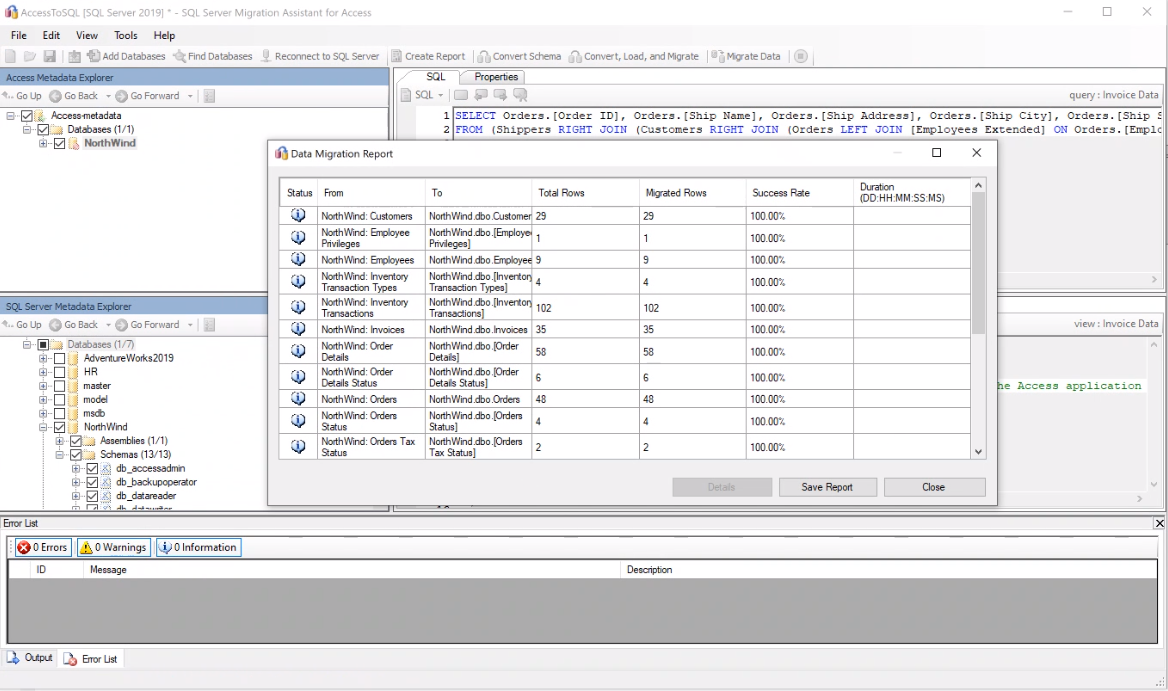 AccessToSQL [SQL Server 2019] * - SQL Server Migration Assistant for Access
File Edit View Tools Help
Add Databases Find Databases Reconnect to SQL Server Create Report Convert Schema Convert, Load, and Migrate Migrate Data
Access Metadata Explorer
Go Up Go Back Go Forward
Access-metadata
Databases (1/1)
NorthWind
SQL Properties
SQL query : Invoice Data
1 SELECT Orders.[Order ID], Orders.[Ship Name], Orders.[Ship Address], Orders.[Ship City], Orders.[Ship S
2 FROM (Shippers RIGHT JOIN (Customers RIGHT JOIN (Orders LEFT JOIN [Employees Extended] ON Orders.[Emplo
Data Migration Report
Status From To Total Rows Migrated Rows Success Rate Duration
(DD:HH:MM:SS:MS)
NorthWind: Customers NorthWind.dbo.Customer 29 29 100.00%
NorthWind: Employee NorthWind.dbo.[Employee
Privileges Privileges] 1 1 100.00%
NorthWind: Employees NorthWind.dbo.Employee 9 9 100.00%
NorthWind: Inventory NorthWind.dbo.[Inventory
Transaction Types Transaction Types] 4 4 100.00%
NorthWind: Inventory NorthWind.dbo.[Inventory
Transactions Transactions] 102 102 100.00%
NorthWind: Invoices NorthWind.dbo.Invoices 35 35 100.00%
NorthWind: Order NorthWind.dbo.[Order
Details Details] 58 58 100.00%
NorthWind: Order NorthWind.dbo.[Order
Details Status Details Status] 6 6 100.00%
NorthWind: Orders NorthWind.dbo.Orders 48 48 100.00%
NorthWind: Orders NorthWind.dbo.[Orders
Status Status] 4 4 100.00%
NorthWind: Orders Tax NorthWind.dbo.[Orders
Status Tax Status] 2 2 100.00%
Details Save Report Close
SQL Server Metadata Explorer
Go Up Go Back Go Forward
Databases (1/7)
AdventureWorks2019
HR
master
model
msdb
NorthWind
Assemblies (1/1)
Schemas (13/13)
db_accessadmin
db_backupoperator
db_datareader
db_datawriter
view : Invoice Data
he Access application
Error List
0 Errors 0 Warnings 0 Information
ID Message Description
Output Error List